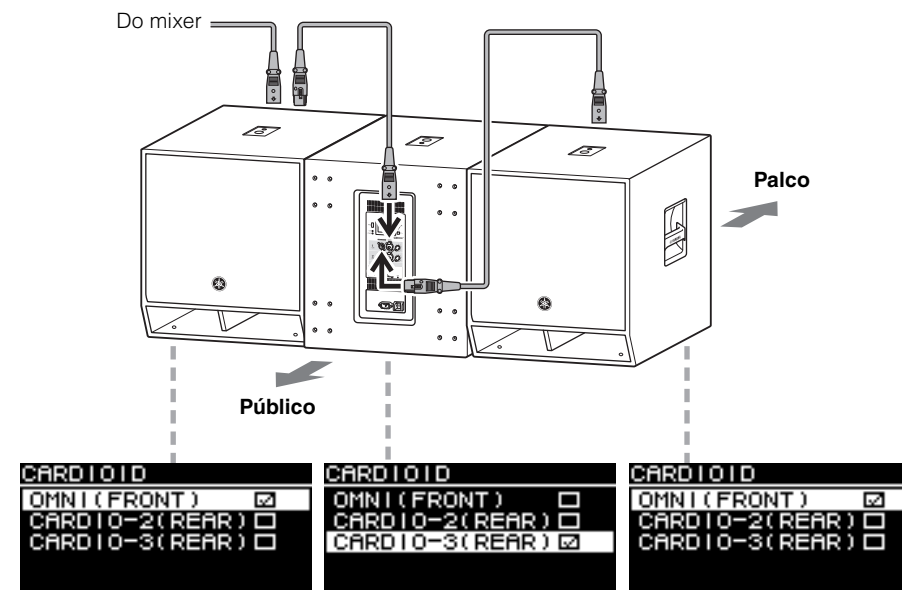 Do mixer
Palco
Público
CARDIOID
OMNI(FRONT)
CARDIO-2(REAR)
CARDIO-3(REAR)
CARDIOID
OMNI(FRONT)
CARDIO-2(REAR)
CARDIO-3(REAR)
CARDIOID
OMNI(FRONT)
CARDIO-2(REAR)
CARDIO-3(REAR)